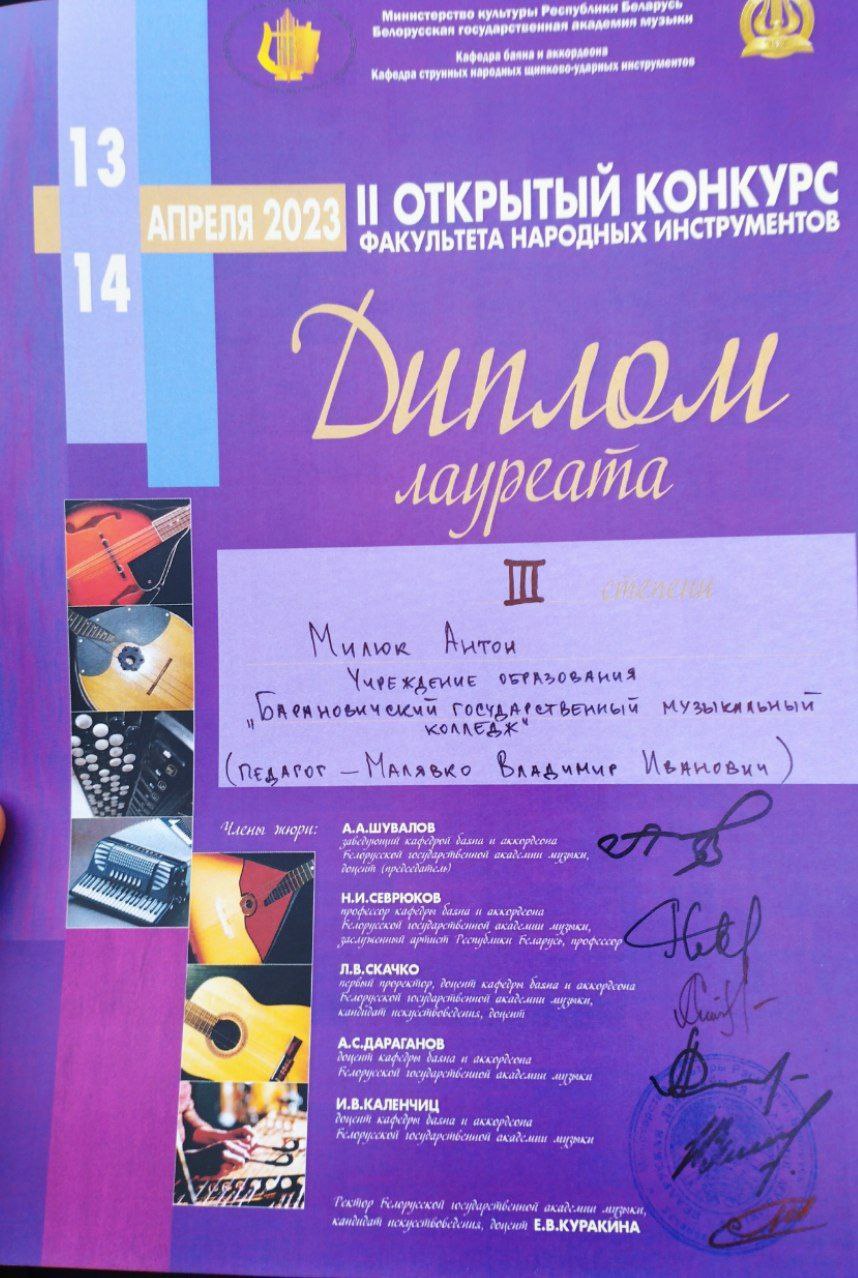 Министерство культуры Республики Беларусь
Белорусская государственная академия музыки
Кафедра баяна и аккордеона
Кафедра струнных народных щипково-ударных инструментов
13
14
АПРЕЛЯ 2023
II ОТКРЫТЫЙ КОНКУРС
ФАКУЛЬТЕТА НАРОДНЫХ ИНСТРУМЕНТОВ
Диплом
лауреата
III степени
Милюк Антон
Учреждение образования
"Барановичский государственный музыкальный
колледж"
(педагог – Малявко Владимир Иванович)
Члены жюри:
А.А.ШУВАЛОВ
заведующий кафедрой баяна и аккордеона
Белорусской государственной академии музыки,
доцент (председатель)
Н.И.СЕВРЮКОВ
профессор кафедры баяна и аккордеона
Белорусской государственной академии музыки,
заслуженный артист Республики Беларусь, профессор
Л.В.СКАЧКО
первый проректор, доцент кафедры баяна и аккордеона
Белорусской государственной академии музыки,
кандидат искусствоведения, доцент
А.С.ДАРАГАНОВ
доцент кафедры баяна и аккордеона
Белорусской государственной академии музыки
И.В.КАЛЕНЧИЦ
доцент кафедры баяна и аккордеона
Белорусской государственной академии музыки
Ректор Белорусской государственной академии музыки,
кандидат искусствоведения, доцент Е.В.КУРАКИНА